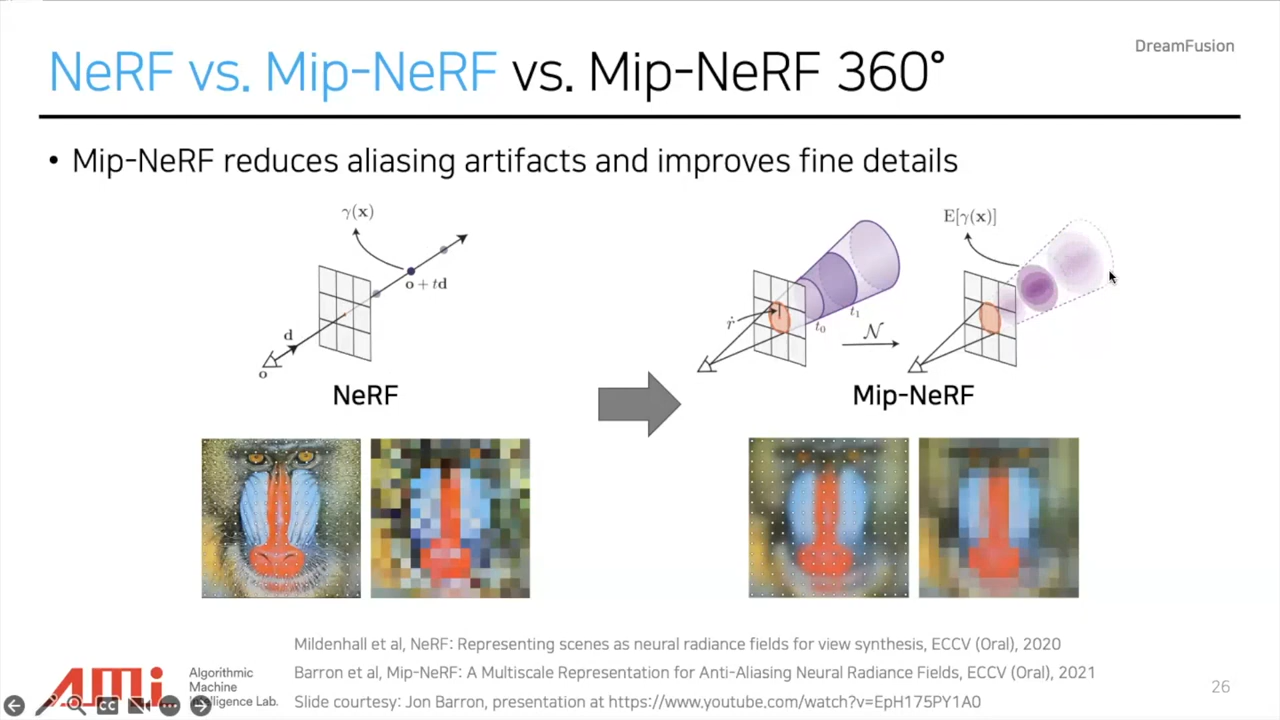 DreamFusion
NeRF vs. Mip-NeRF vs. Mip-NeRF 360°
• Mip-NeRF reduces aliasing artifacts and improves fine details
γ(x)
o + td
d
o
NeRF
ṙ
t₀
t₁
𝒩
E[γ(x)]
Mip-NeRF
Mildenhall et al, NeRF: Representing scenes as neural radiance fields for view synthesis, ECCV (Oral), 2020
Barron et al, Mip-NeRF: A Multiscale Representation for Anti-Aliasing Neural Radiance Fields, ECCV (Oral), 2021
Slide courtesy: Jon Barron, presentation at https://www.youtube.com/watch?v=EpH175PY1A0
AMi.
Algorithmic
Machine
Intelligence Lab.
CC
26